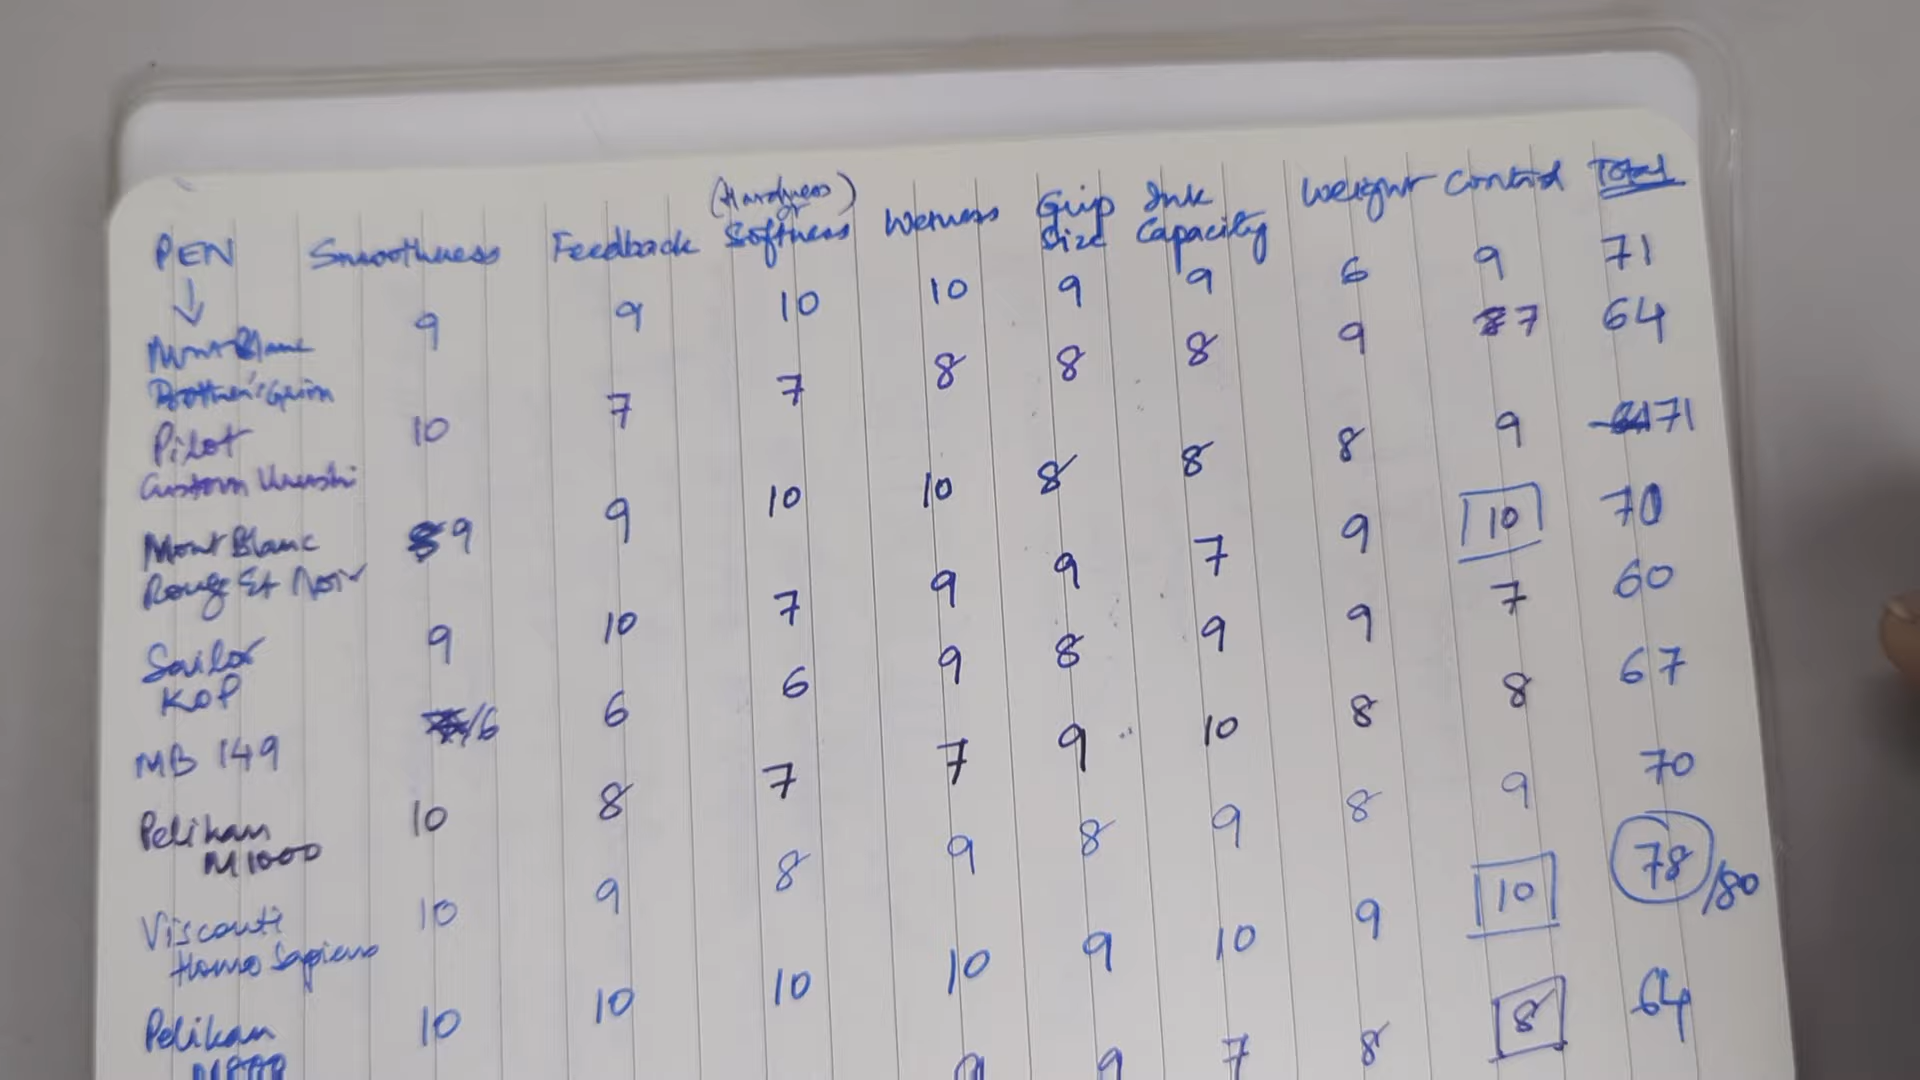 PEN Smoothness Feedback (Hardness) or Softness Wetness Grip Size Ink Capacity Weight Control Total
Mont Blanc Brother's Grim 9 9 10 10 9 9 6 9 71
Pilot Custom Urushi 10 7 7 8 8 8 9 7 64
Mont Blanc Rouge Et Noir 9 9 10 10 8 8 8 9 71
Sailor KOP 9 10 7 9 9 7 9 10 70
MB 149 6 6 6 9 8 9 9 7 60
Pelikan M1000 10 8 7 7 9 10 8 8 67
Visconti Homo Sapiens 10 9 8 9 8 9 8 9 70
Pelikan 10 10 10 10 9 10 9 10 78/80
9 7 8 8 64